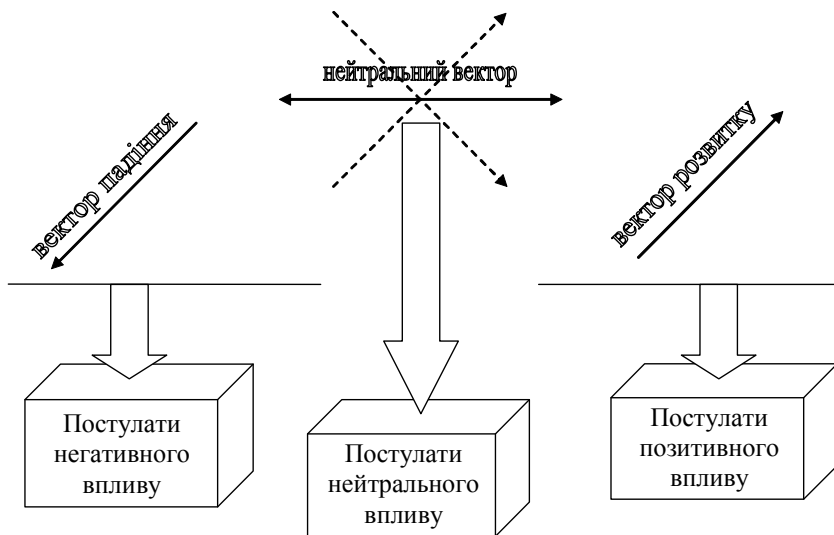 нейтральний вектор
вектор падіння
вектор розвитку
Постулати
негативного
впливу
Постулати
нейтрального
впливу
Постулати
позитивного
впливу